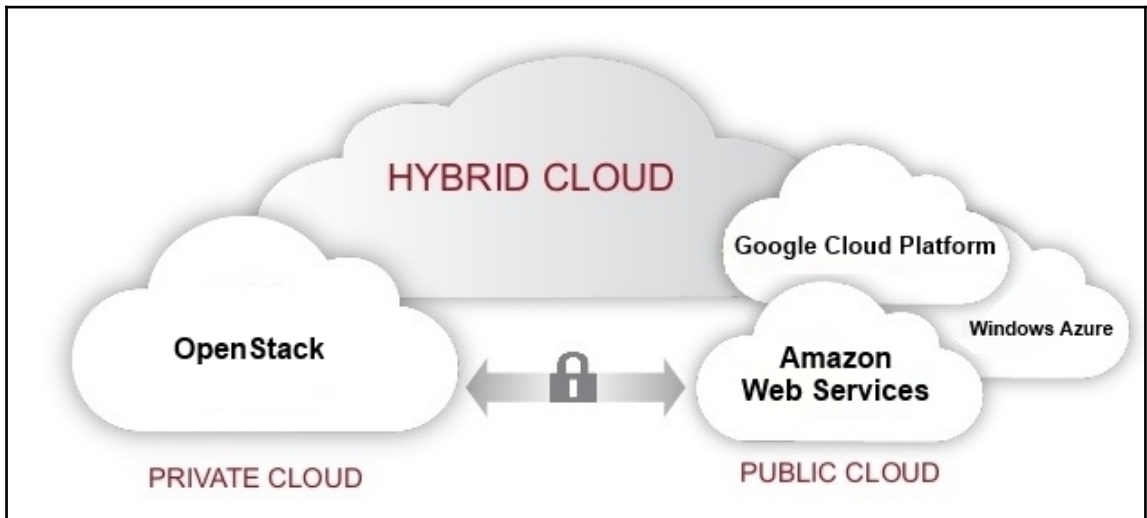 HYBRID CLOUD
Google Cloud Platform
Windows Azure
OpenStack
Amazon
Web Services
PRIVATE CLOUD
PUBLIC CLOUD